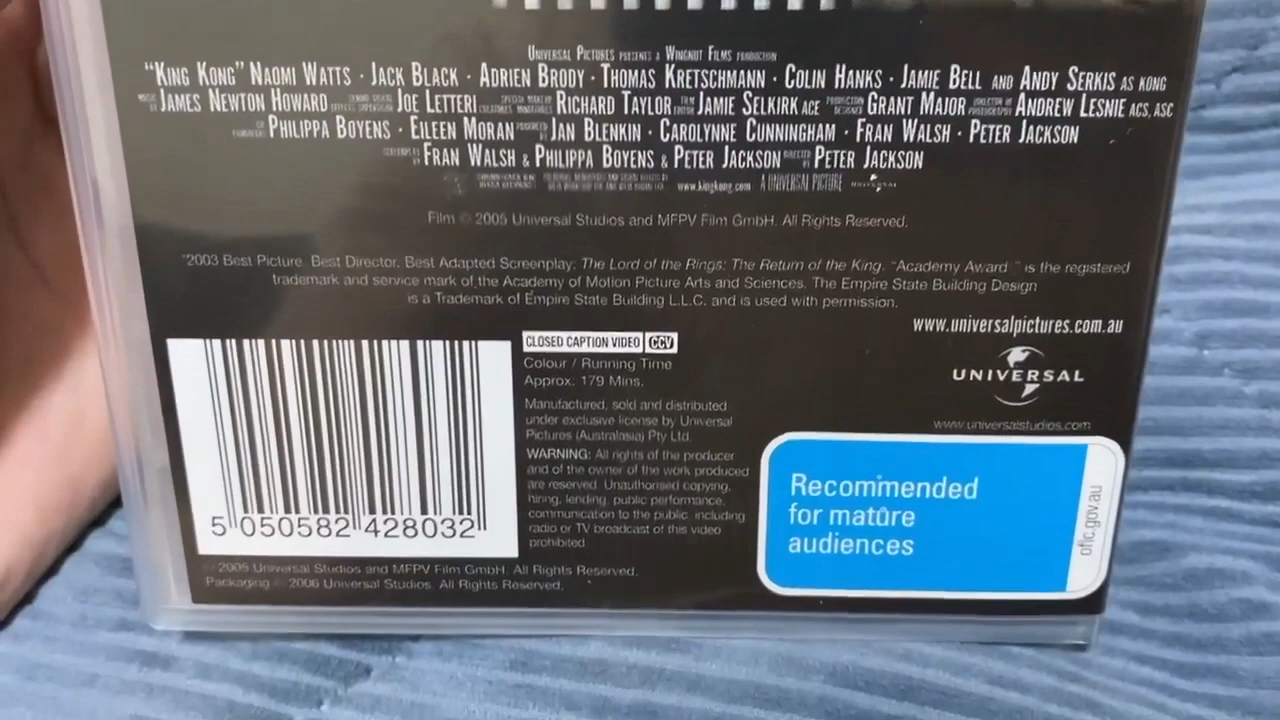 UNIVERSAL PICTURES PRESENTS A WINGNUT FILMS PRODUCTION
"KING KONG" NAOMI WATTS · JACK BLACK · ADRIEN BRODY · THOMAS KRETSCHMANN · COLIN HANKS · JAMIE BELL AND ANDY SERKIS AS KONG
JAMES NEWTON HOWARD JOE LETTERI RICHARD TAYLOR JAMIE SELKIRK ACE PRODUCTION DESIGNER GRANT MAJOR ANDREW LESNIE ACS, ASC
PHILIPPA BOYENS · EILEEN MORAN JAN BLENKIN · CAROLYNNE CUNNINGHAM · FRAN WALSH · PETER JACKSON
SCREENPLAY BY FRAN WALSH & PHILIPPA BOYENS & PETER JACKSON DIRECTED BY PETER JACKSON
www.kingkong.com A UNIVERSAL PICTURE UNIVERSAL
Film © 2005 Universal Studios and MFPV Film GmbH. All Rights Reserved.
*2003 Best Picture, Best Director, Best Adapted Screenplay: The Lord of the Rings: The Return of the King. "Academy Award ®" is the registered
trademark and service mark of the Academy of Motion Picture Arts and Sciences. The Empire State Building Design
is a Trademark of Empire State Building L.L.C. and is used with permission.
www.universalpictures.com.au
UNIVERSAL
www.universalstudios.com
CLOSED CAPTION VIDEO CCV
Colour / Running Time
Approx: 179 Mins.
Manufactured, sold and distributed
under exclusive license by Universal
Pictures (Australasia) Pty Ltd.
WARNING: All rights of the producer
and of the owner of the work produced
are reserved. Unauthorised copying,
hiring, lending, public performance,
communication to the public, including
radio or TV broadcast of this video
prohibited.
5 050582 428032
© 2005 Universal Studios and MFPV Film GmbH. All Rights Reserved.
Packaging © 2006 Universal Studios. All Rights Reserved.
Recommended
for mature
audiences
oflc.gov.au